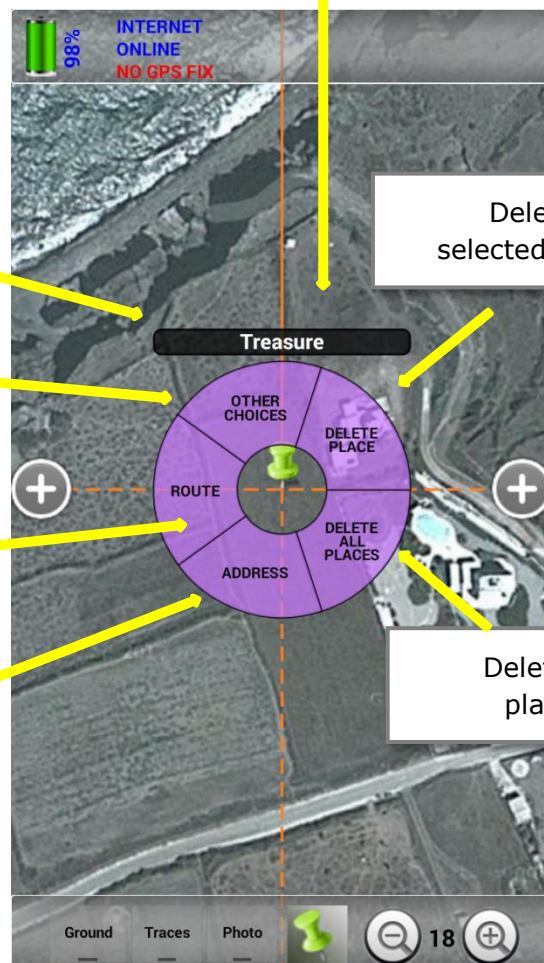 98%
INTERNET
ONLINE
NO GPS FIX
Dele
selected
Treasure
OTHER
CHOICES
DELETE
PLACE
ROUTE
DELETE
ALL
PLACES
ADDRESS
Delet
pla
Ground
Traces
Photo
18